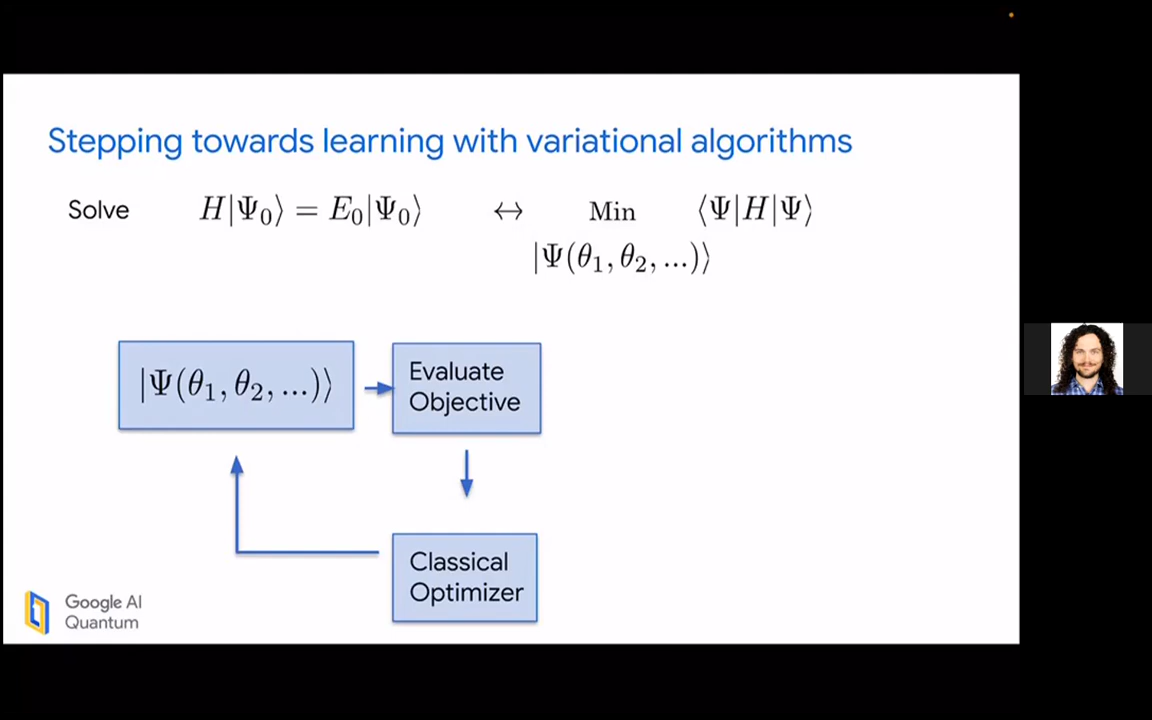 Stepping towards learning with variational algorithms
Solve H|Ψ₀⟩ = E₀|Ψ₀⟩ ↔ Min ⟨Ψ|H|Ψ⟩
|Ψ(θ₁, θ₂, ...)⟩
|Ψ(θ₁, θ₂, ...)⟩
Evaluate
Objective
Classical
Optimizer
Google AI
Quantum